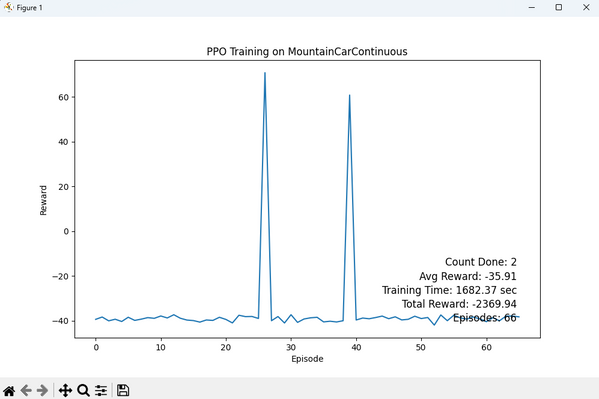 Figure 1
PPO Training on MountainCarContinuous
Reward
60
40
20
0
−20
−40
Count Done: 2
Avg Reward: -35.91
Training Time: 1682.37 sec
Total Reward: -2369.94
Episodes: 66
0 10 20 30 40 50 60
Episode